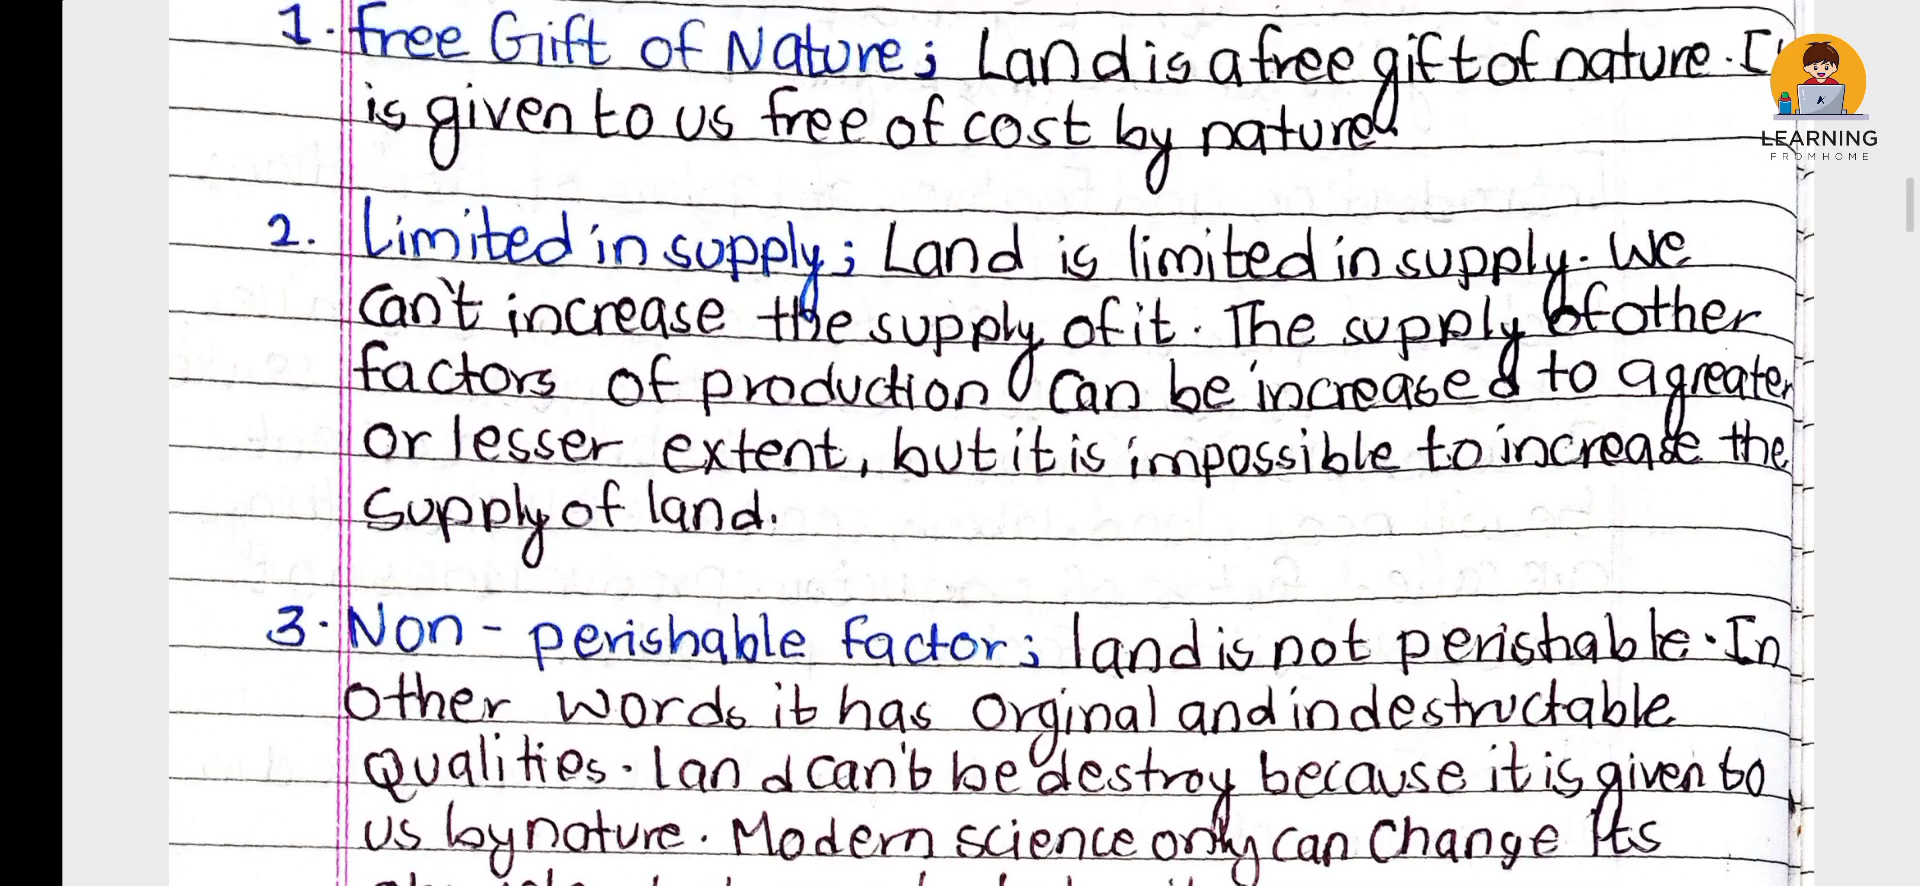 1. Free Gift of Nature; Land is a free gift of nature. It
is given to us free of cost by nature.
2. Limited in supply; Land is limited in supply. We
can't increase the supply of it. The supply of other
factors of production can be increased to a greater
or lesser extent, but it is impossible to increase the
supply of land.
3. Non-perishable factor; land is not perishable. In
other words it has orginal and indestructable
qualities. land can't be destroy because it is given to
us by nature. Modern science only can change its
LEARNING
FROMHOME